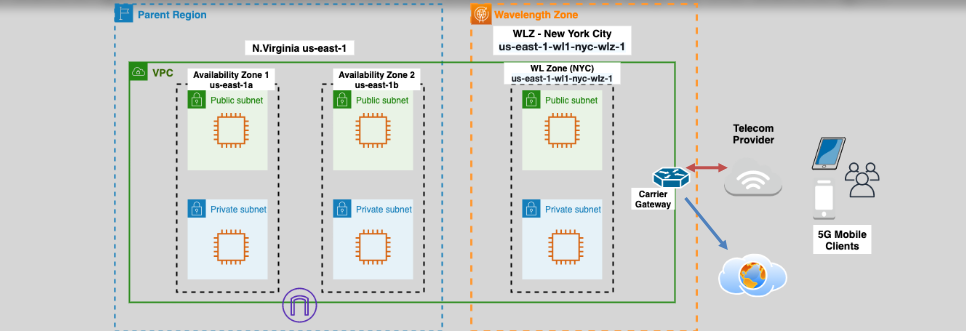 Parent Region
Wavelength Zone
WLZ - New York City
us-east-1-wl1-nyc-wlz-1
N.Virginia us-east-1
VPC
Availability Zone 1
us-east-1a
Availability Zone 2
us-east-1b
WL Zone (NYC)
us-east-1-wl1-nyc-wlz-1
Public subnet
Public subnet
Public subnet
Telecom
Provider
Carrier
Gateway
Private subnet
Private subnet
Private subnet
5G Mobile
Clients